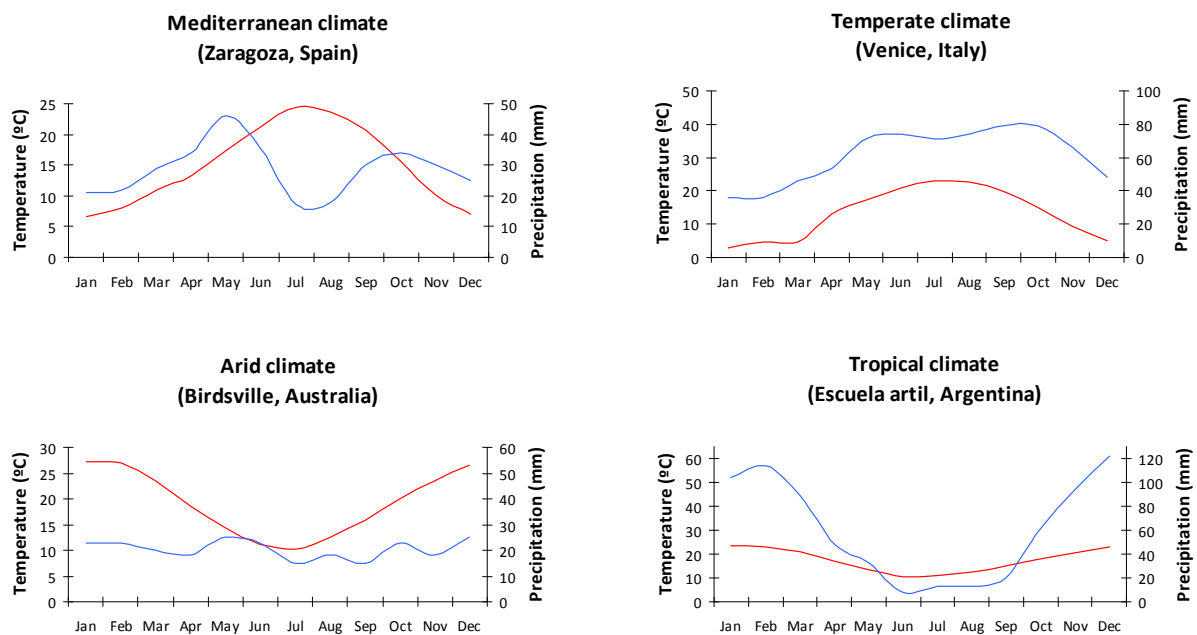 Mediterranean climate
(Zaragoza, Spain)
Temperature (ºC)
25
20
15
10
5
0
50
40
30
20
10
0
Precipitation (mm)
Jan Feb Mar Apr May Jun Jul Aug Sep Oct Nov Dec
Temperate climate
(Venice, Italy)
Temperature (ºC)
50
40
30
20
10
0
100
80
60
40
20
0
Precipitation (mm)
Jan Feb Mar Apr May Jun Jul Aug Sep Oct Nov Dec
Arid climate
(Birdsville, Australia)
Temperature (ºC)
30
25
20
15
10
5
0
60
50
40
30
20
10
0
Precipitation (mm)
Jan Feb Mar Apr May Jun Jul Aug Sep Oct Nov Dec
Tropical climate
(Escuela artil, Argentina)
Temperature (ºC)
60
50
40
30
20
10
0
120
100
80
60
40
20
0
Precipitation (mm)
Jan Feb Mar Apr May Jun Jul Aug Sep Oct Nov Dec